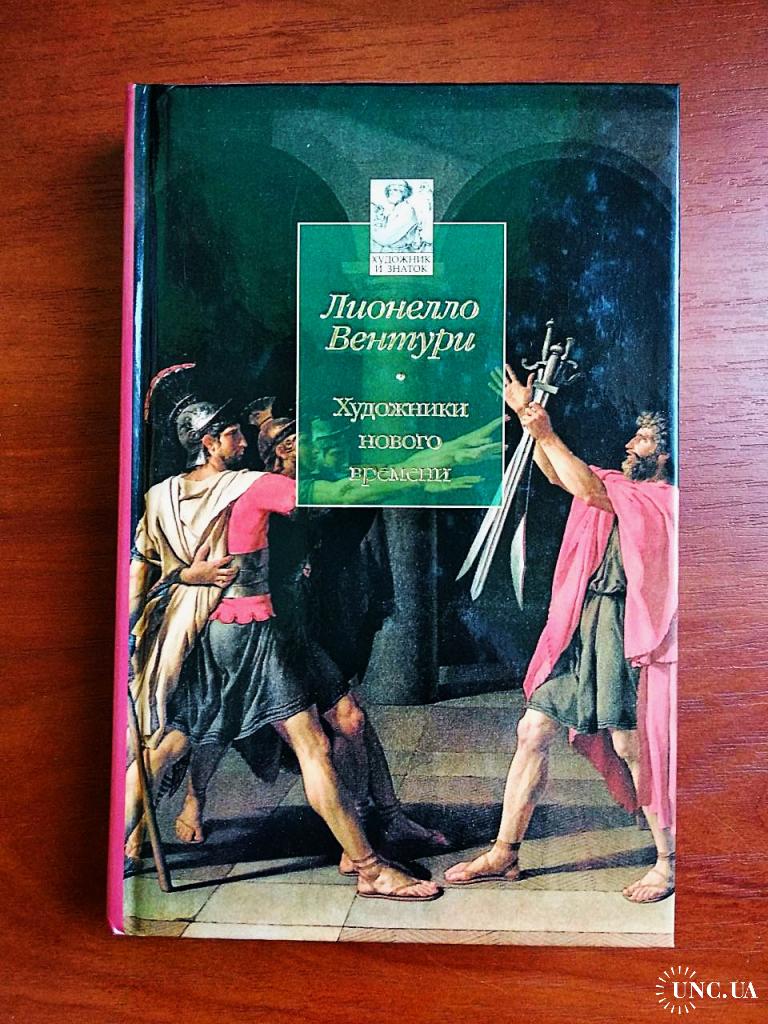 ХУДОЖНИК
И ЗНАТОК
Лионелло
Вентури
Художники
нового
времени
UNC.UA